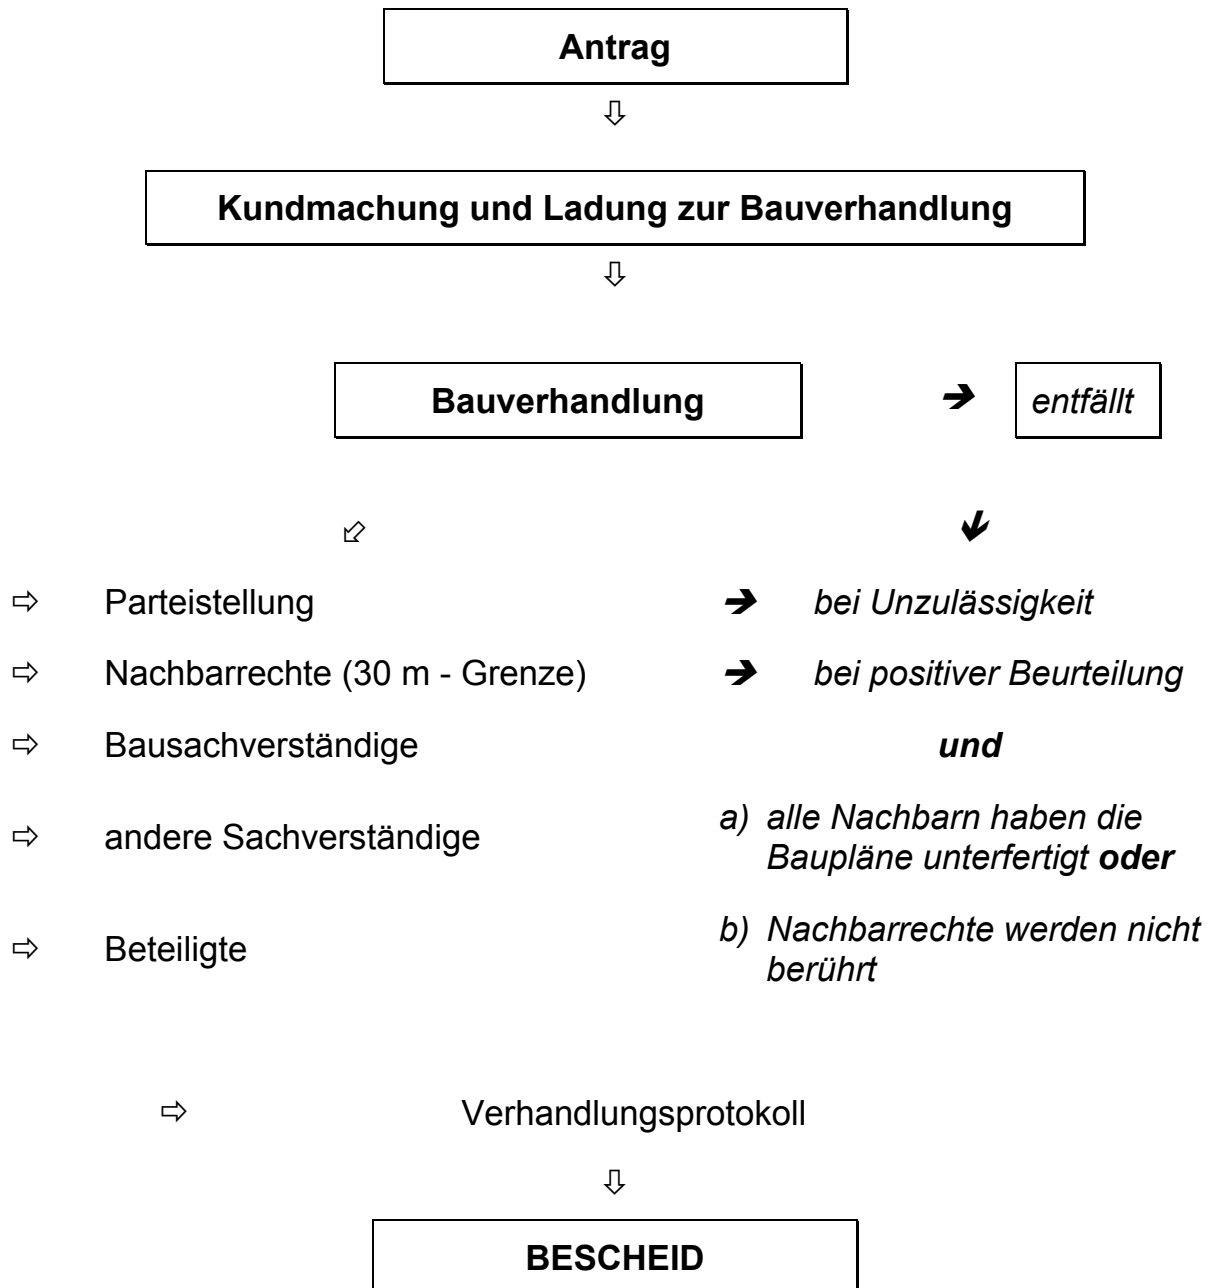 Antrag
⇩
Kundmachung und Ladung zur Bauverhandlung
⇩
Bauverhandlung ➔ entfällt
⇨ Parteistellung
⇨ Nachbarrechte (30 m - Grenze)
⇨ Bausachverständige
⇨ andere Sachverständige
⇨ Beteiligte
➔ bei Unzulässigkeit
➔ bei positiver Beurteilung
und
a) alle Nachbarn haben die
Baupläne unterfertigt oder
b) Nachbarrechte werden nicht
berührt
⇨ Verhandlungsprotokoll
⇩
BESCHEID